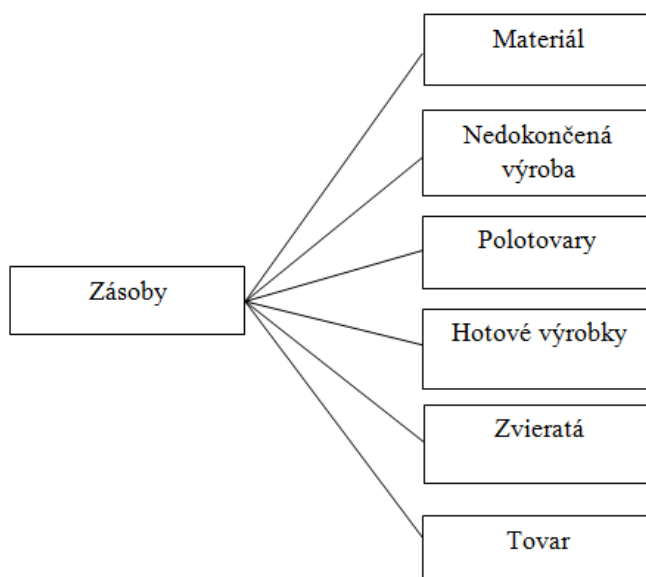 Zásoby
Materiál
Nedokončená
výroba
Polotovary
Hotové výrobky
Zvieratá
Tovar